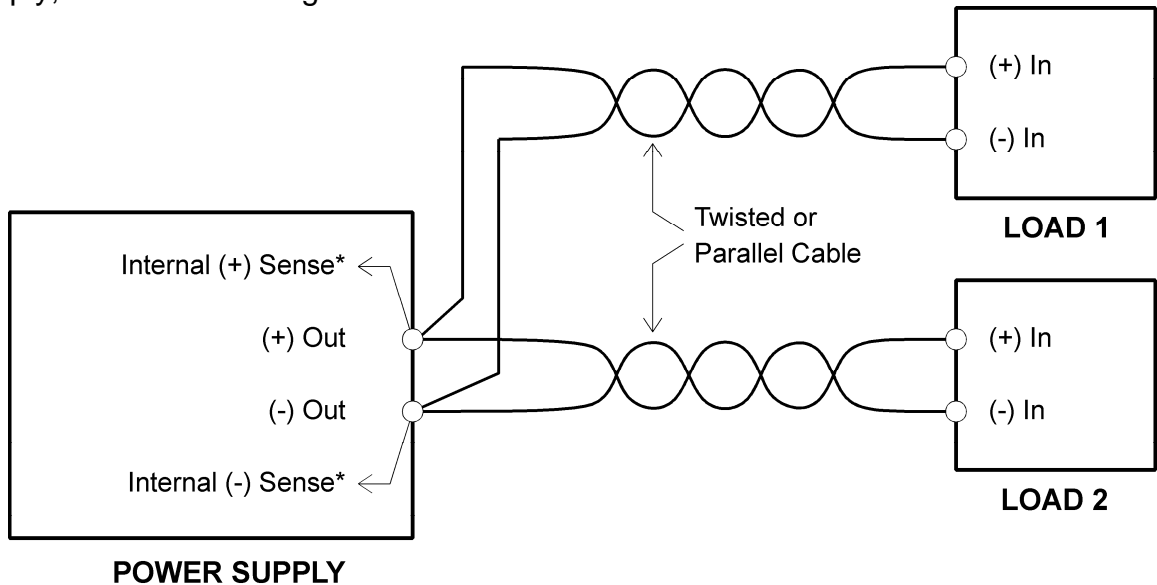 (+) In
(-) In
LOAD 1
Twisted or
Parallel Cable
Internal (+) Sense*
(+) Out
(-) Out
Internal (-) Sense*
POWER SUPPLY
(+) In
(-) In
LOAD 2